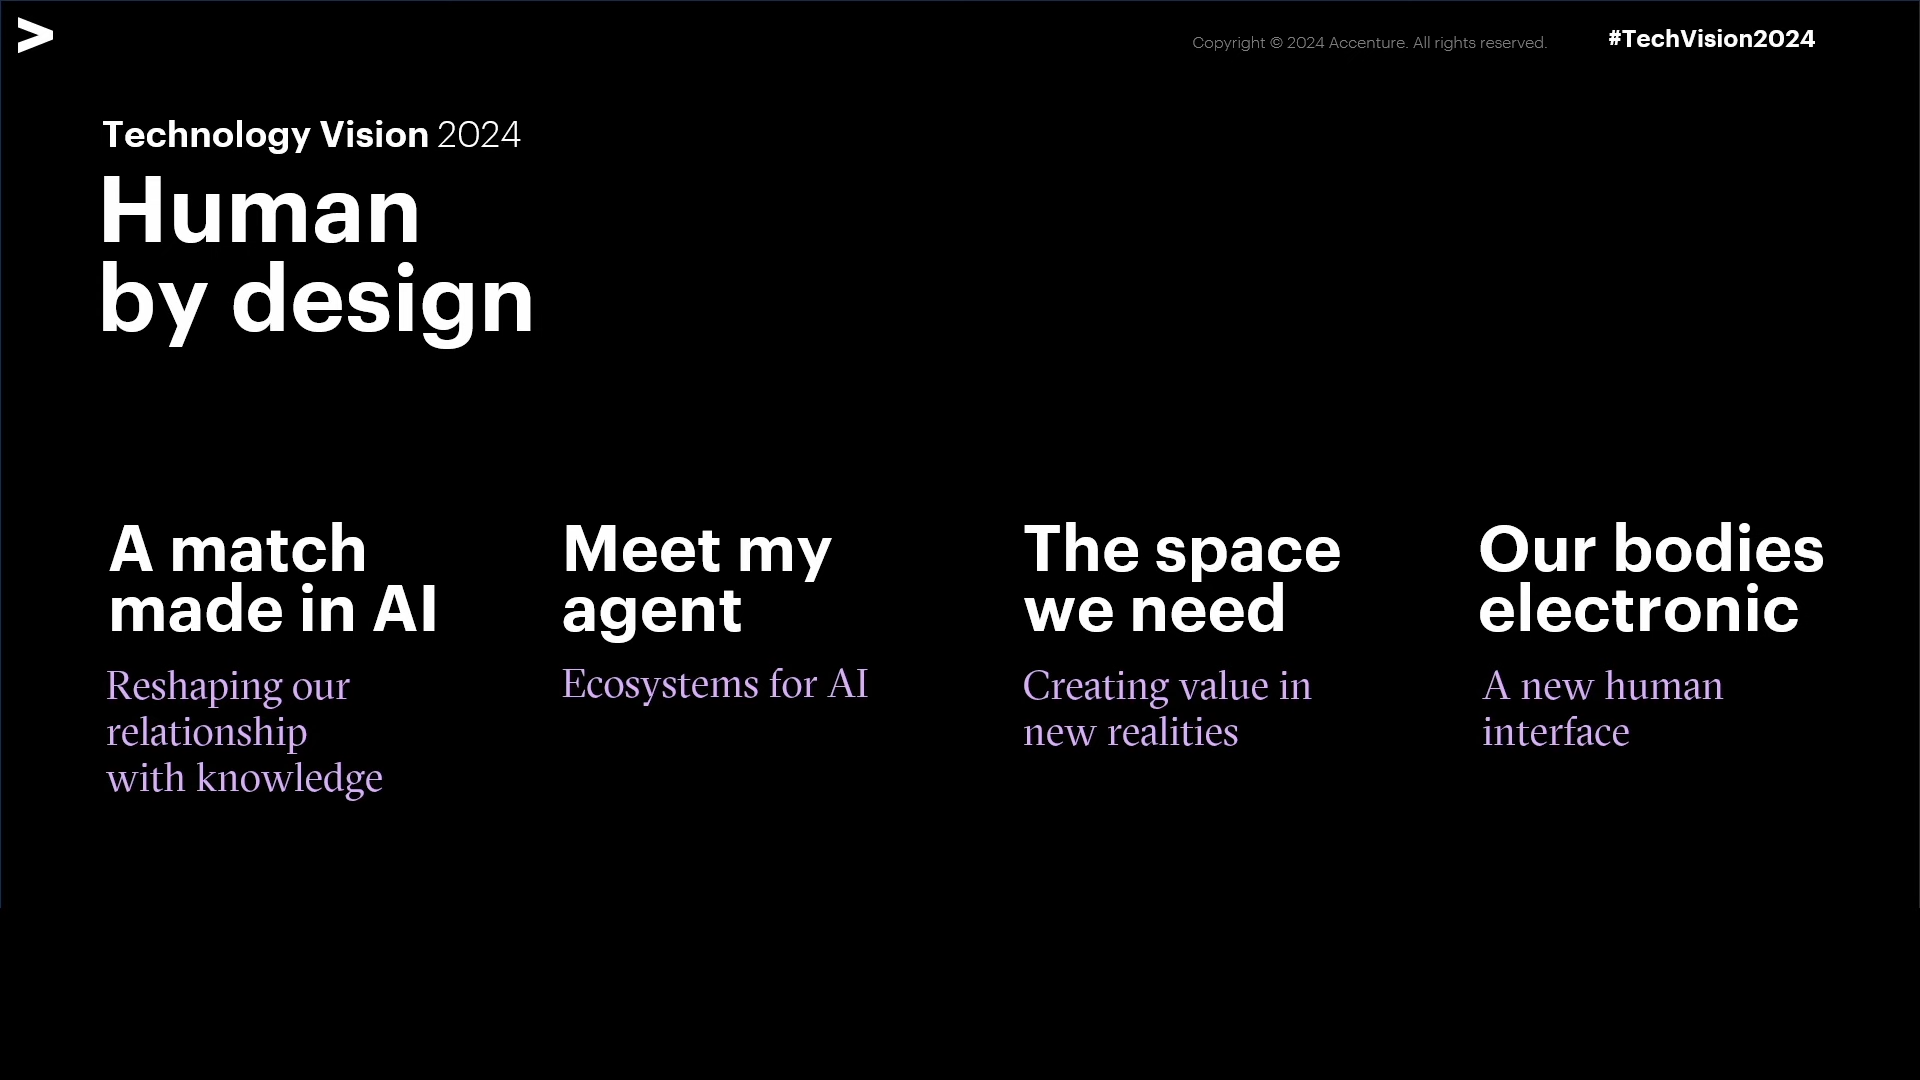 >
Copyright © 2024 Accenture. All rights reserved.
#TechVision2024
Technology Vision 2024
Human
by design
A match
made in AI
Reshaping our
relationship
with knowledge
Meet my
agent
Ecosystems for AI
The space
we need
Creating value in
new realities
Our bodies
electronic
A new human
interface